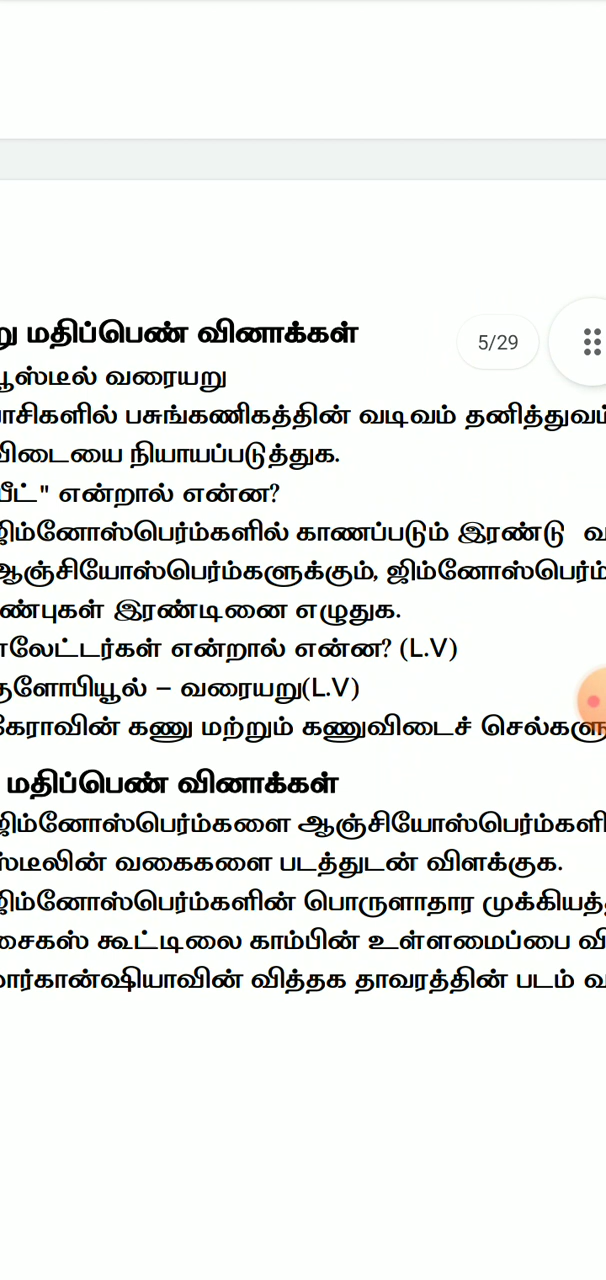 று மதிப்பெண் வினாக்கள்
5/29
யூஸ்டீல் வரையறு
பாசிகளில் பசுங்கணிகத்தின் வடிவம் தனித்துவம்
விடையை நியாயப்படுத்துக.
பீட்" என்றால் என்ன?
ஜிம்னோஸ்பெர்ம்களில் காணப்படும் இரண்டு வ
ஆஞ்சியோஸ்பெர்ம்களுக்கும், ஜிம்னோஸ்பெர்ம்
ண்புகள் இரண்டினை எழுதுக.
லேட்டர்கள் என்றால் என்ன? (L.V)
குளோபியூல் – வரையறு(L.V)
கேராவின் கணு மற்றும் கணுவிடைச் செல்களு
மதிப்பெண் வினாக்கள்
ஜிம்னோஸ்பெர்ம்களை ஆஞ்சியோஸ்பெர்ம்களி
ஸ்டீலின் வகைகளை படத்துடன் விளக்குக.
ஜிம்னோஸ்பெர்ம்களின் பொருளாதார முக்கியத்
சைகஸ் கூட்டிலை காம்பின் உள்ளமைப்பை வி
மார்கான்ஷியாவின் வித்தக தாவரத்தின் படம் வ